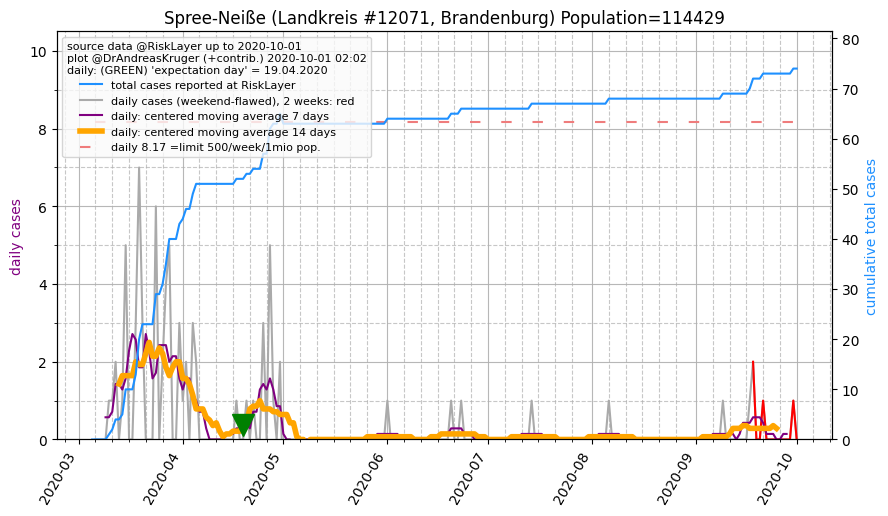 Spree-Neiße (Landkreis #12071, Brandenburg) Population=114429
source data @RiskLayer up to 2020-10-01
plot @DrAndreasKruger (+contrib.) 2020-10-01 02:02
daily: (GREEN) 'expectation day' = 19.04.2020
total cases reported at RiskLayer
daily cases (weekend-flawed), 2 weeks: red
daily: centered moving average 7 days
daily: centered moving average 14 days
daily 8.17 =limit 500/week/1mio pop.
daily cases
10
8
6
4
2
0
cumulative total cases
80
70
60
50
40
30
20
10
0
2020-03
2020-04
2020-05
2020-06
2020-07
2020-08
2020-09
2020-10